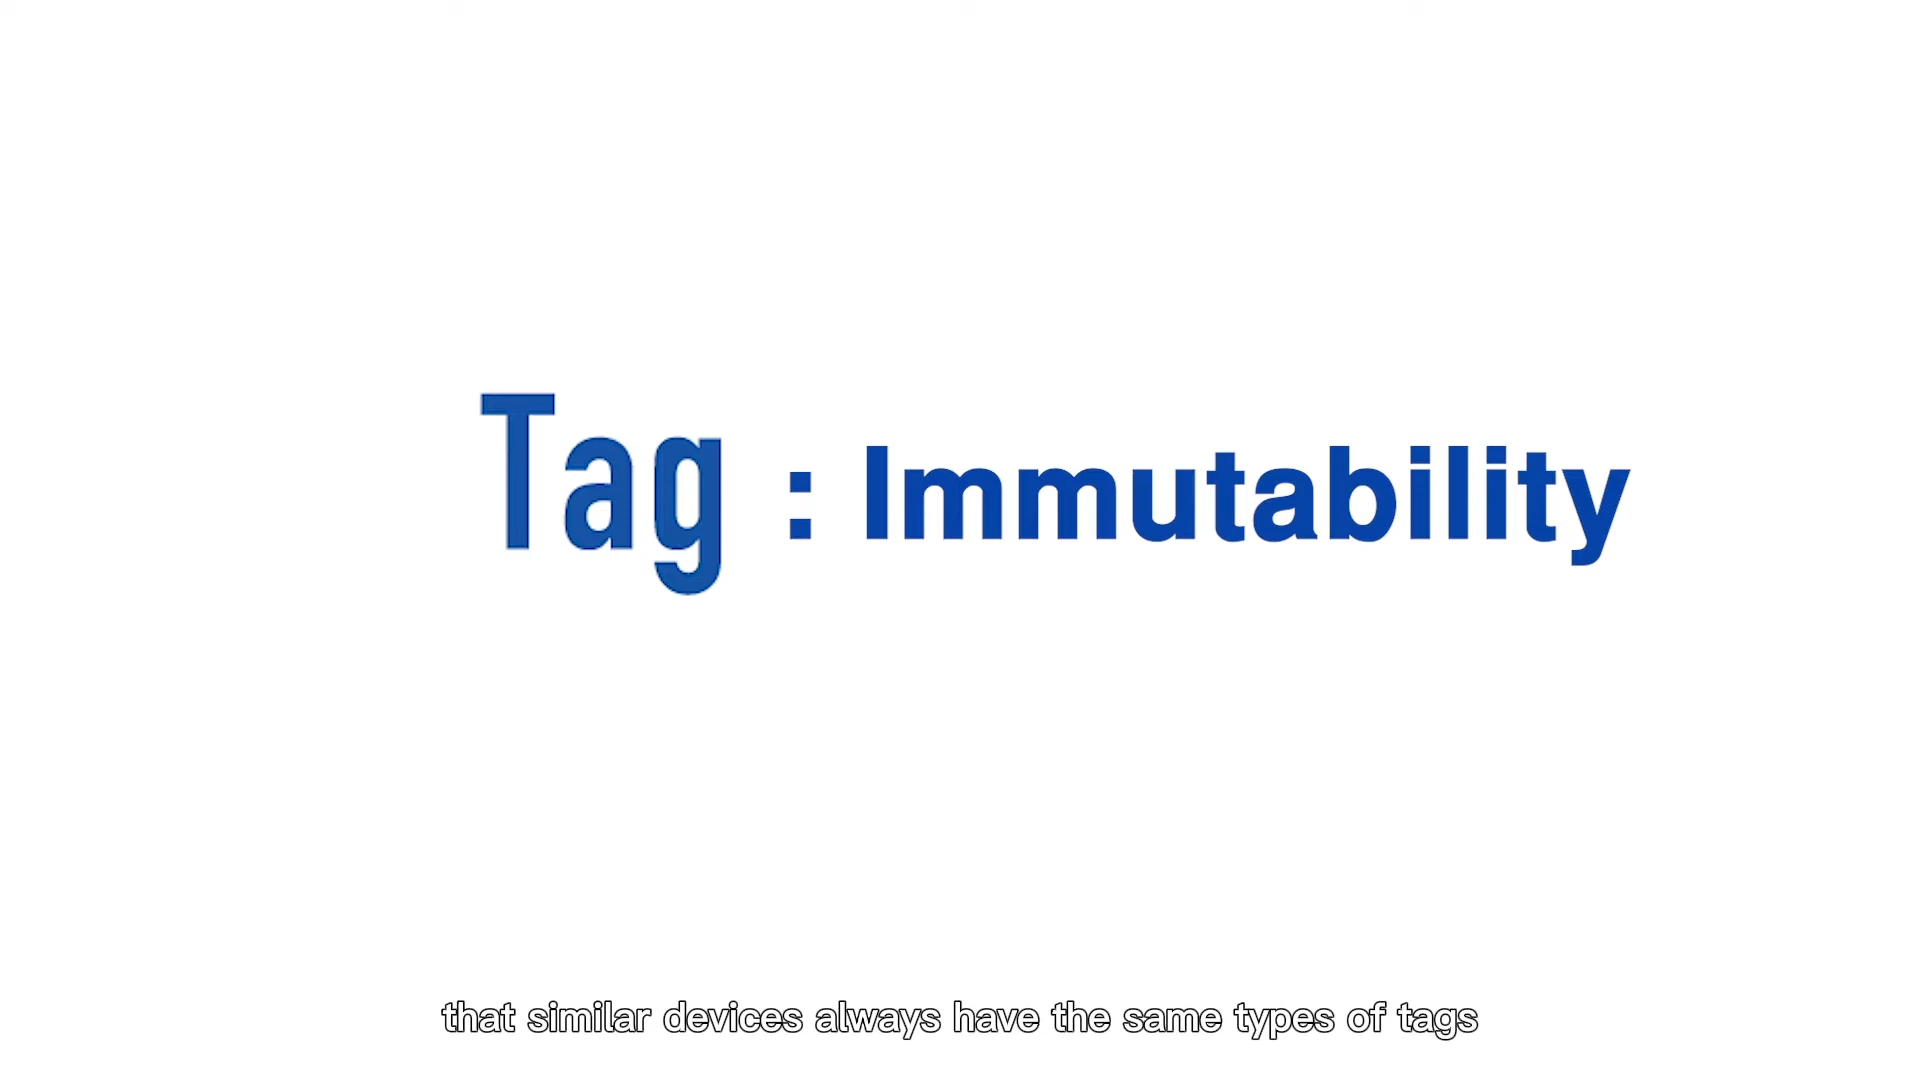 Tag : Immutability
that similar devices always have the same types of tags